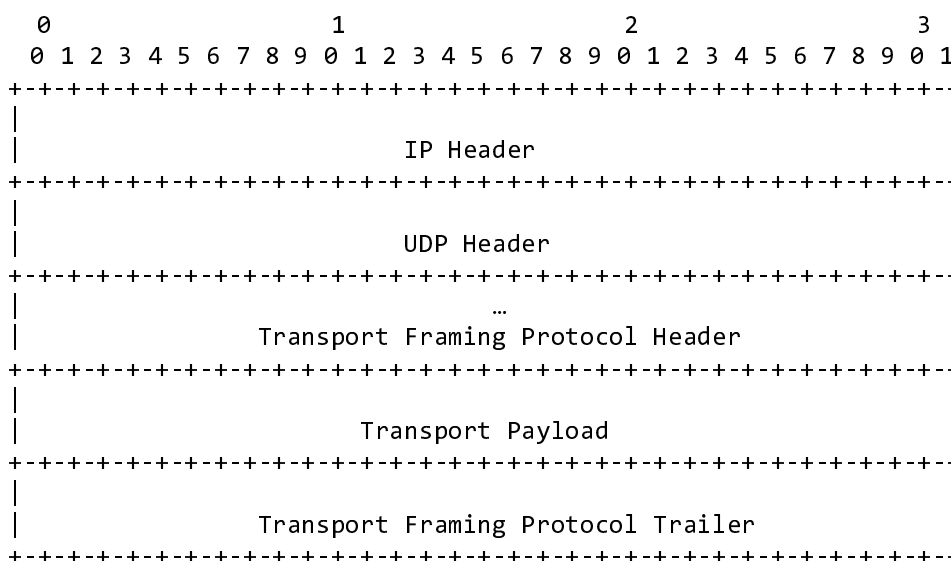 0                   1                   2                   3
 0 1 2 3 4 5 6 7 8 9 0 1 2 3 4 5 6 7 8 9 0 1 2 3 4 5 6 7 8 9 0 1
+-+-+-+-+-+-+-+-+-+-+-+-+-+-+-+-+-+-+-+-+-+-+-+-+-+-+-+-+-+-+-+--
|
|                          IP Header
+-+-+-+-+-+-+-+-+-+-+-+-+-+-+-+-+-+-+-+-+-+-+-+-+-+-+-+-+-+-+-+--
|
|                          UDP Header
+-+-+-+-+-+-+-+-+-+-+-+-+-+-+-+-+-+-+-+-+-+-+-+-+-+-+-+-+-+-+-+--
|                                …
|                Transport Framing Protocol Header
+-+-+-+-+-+-+-+-+-+-+-+-+-+-+-+-+-+-+-+-+-+-+-+-+-+-+-+-+-+-+-+--
|
|                       Transport Payload
+-+-+-+-+-+-+-+-+-+-+-+-+-+-+-+-+-+-+-+-+-+-+-+-+-+-+-+-+-+-+-+--
|
|                Transport Framing Protocol Trailer
+-+-+-+-+-+-+-+-+-+-+-+-+-+-+-+-+-+-+-+-+-+-+-+-+-+-+-+-+-+-+-+--